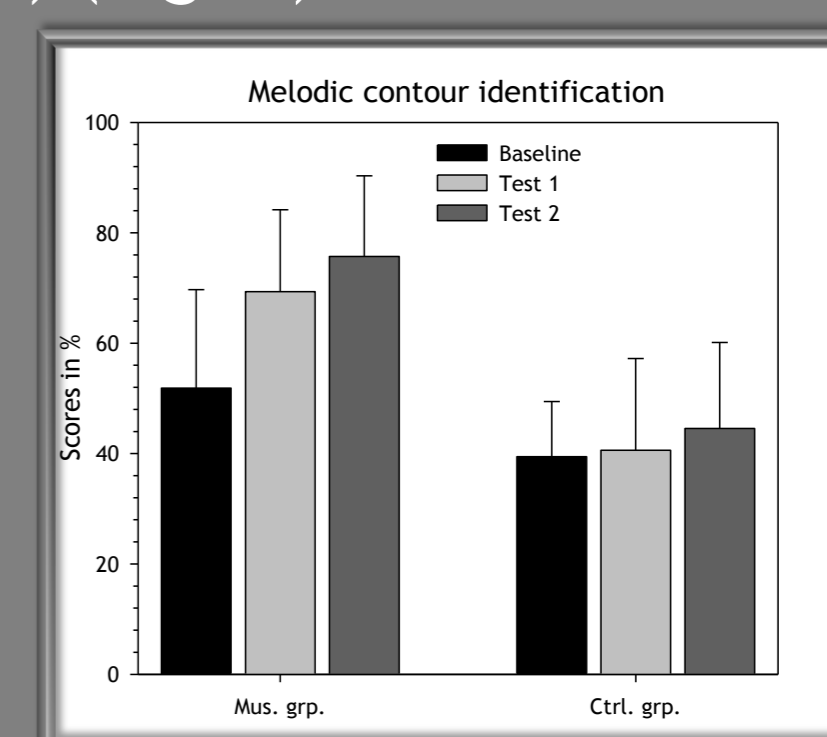 Melodic contour identification
100
80
60
40
20
0
Scores in %
Baseline
Test 1
Test 2
Mus. grp.
Ctrl. grp.